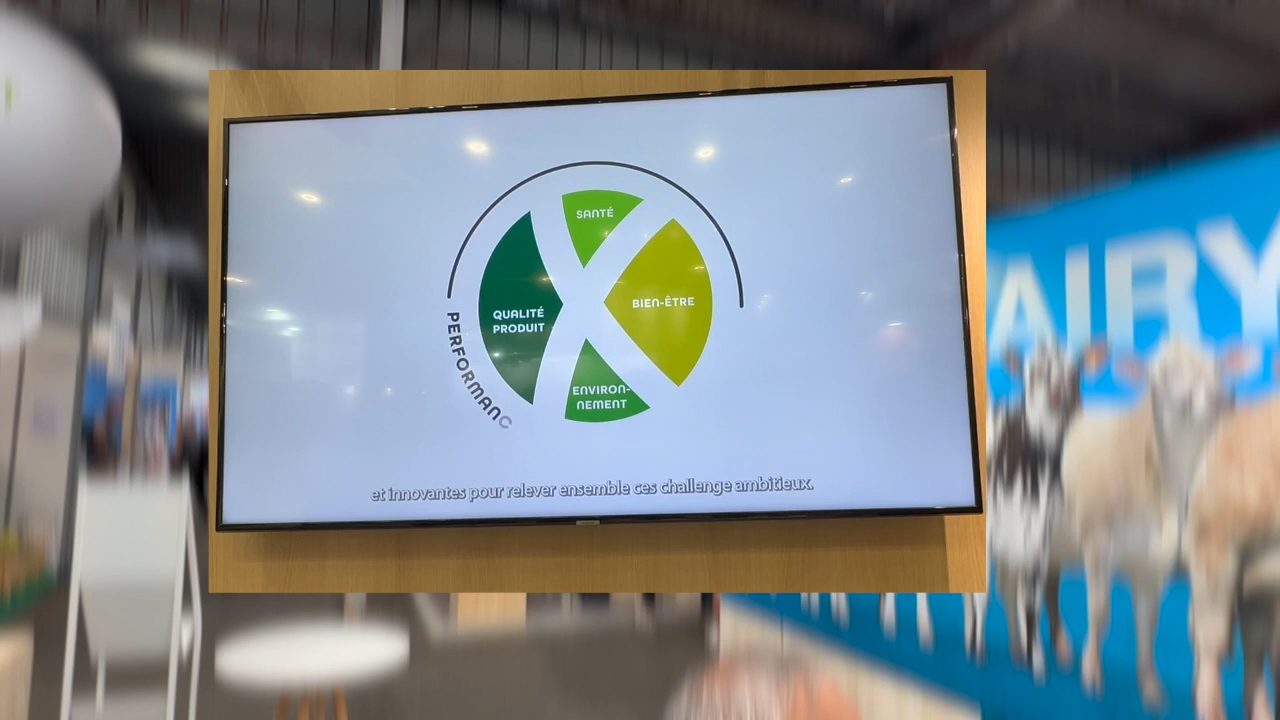 SANTÉ
QUALITÉ
PRODUIT
BIEN-ÊTRE
ENVIRON-
NEMENT
PERFORMANC
et innovantes pour relever ensemble ces challenge ambitieux.
AIRY